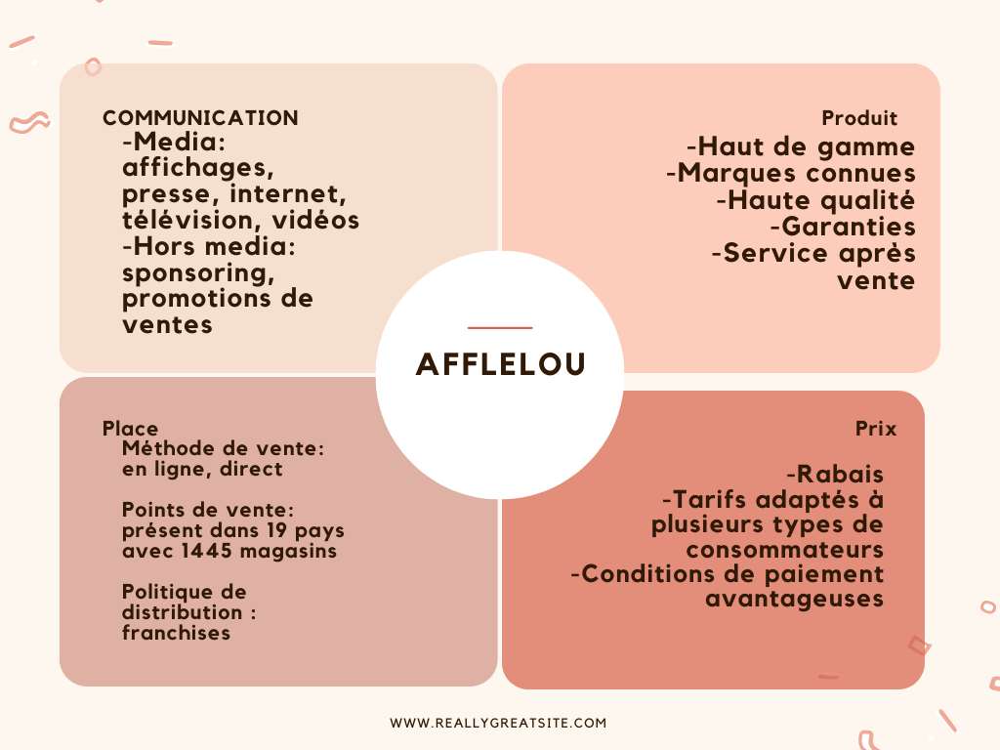 COMMUNICATION
-Media:
affichages,
presse, internet,
télévision, vidéos
-Hors media:
sponsoring,
promotions de
ventes
Produit
-Haut de gamme
-Marques connues
-Haute qualité
-Garanties
-Service après
vente
AFFLELOU
Place
Méthode de vente:
en ligne, direct
Points de vente:
présent dans 19 pays
avec 1445 magasins
Politique de
distribution :
franchises
Prix
-Rabais
-Tarifs adaptés à
plusieurs types de
consommateurs
-Conditions de paiement
avantageuses
WWW.REALLYGREATSITE.COM